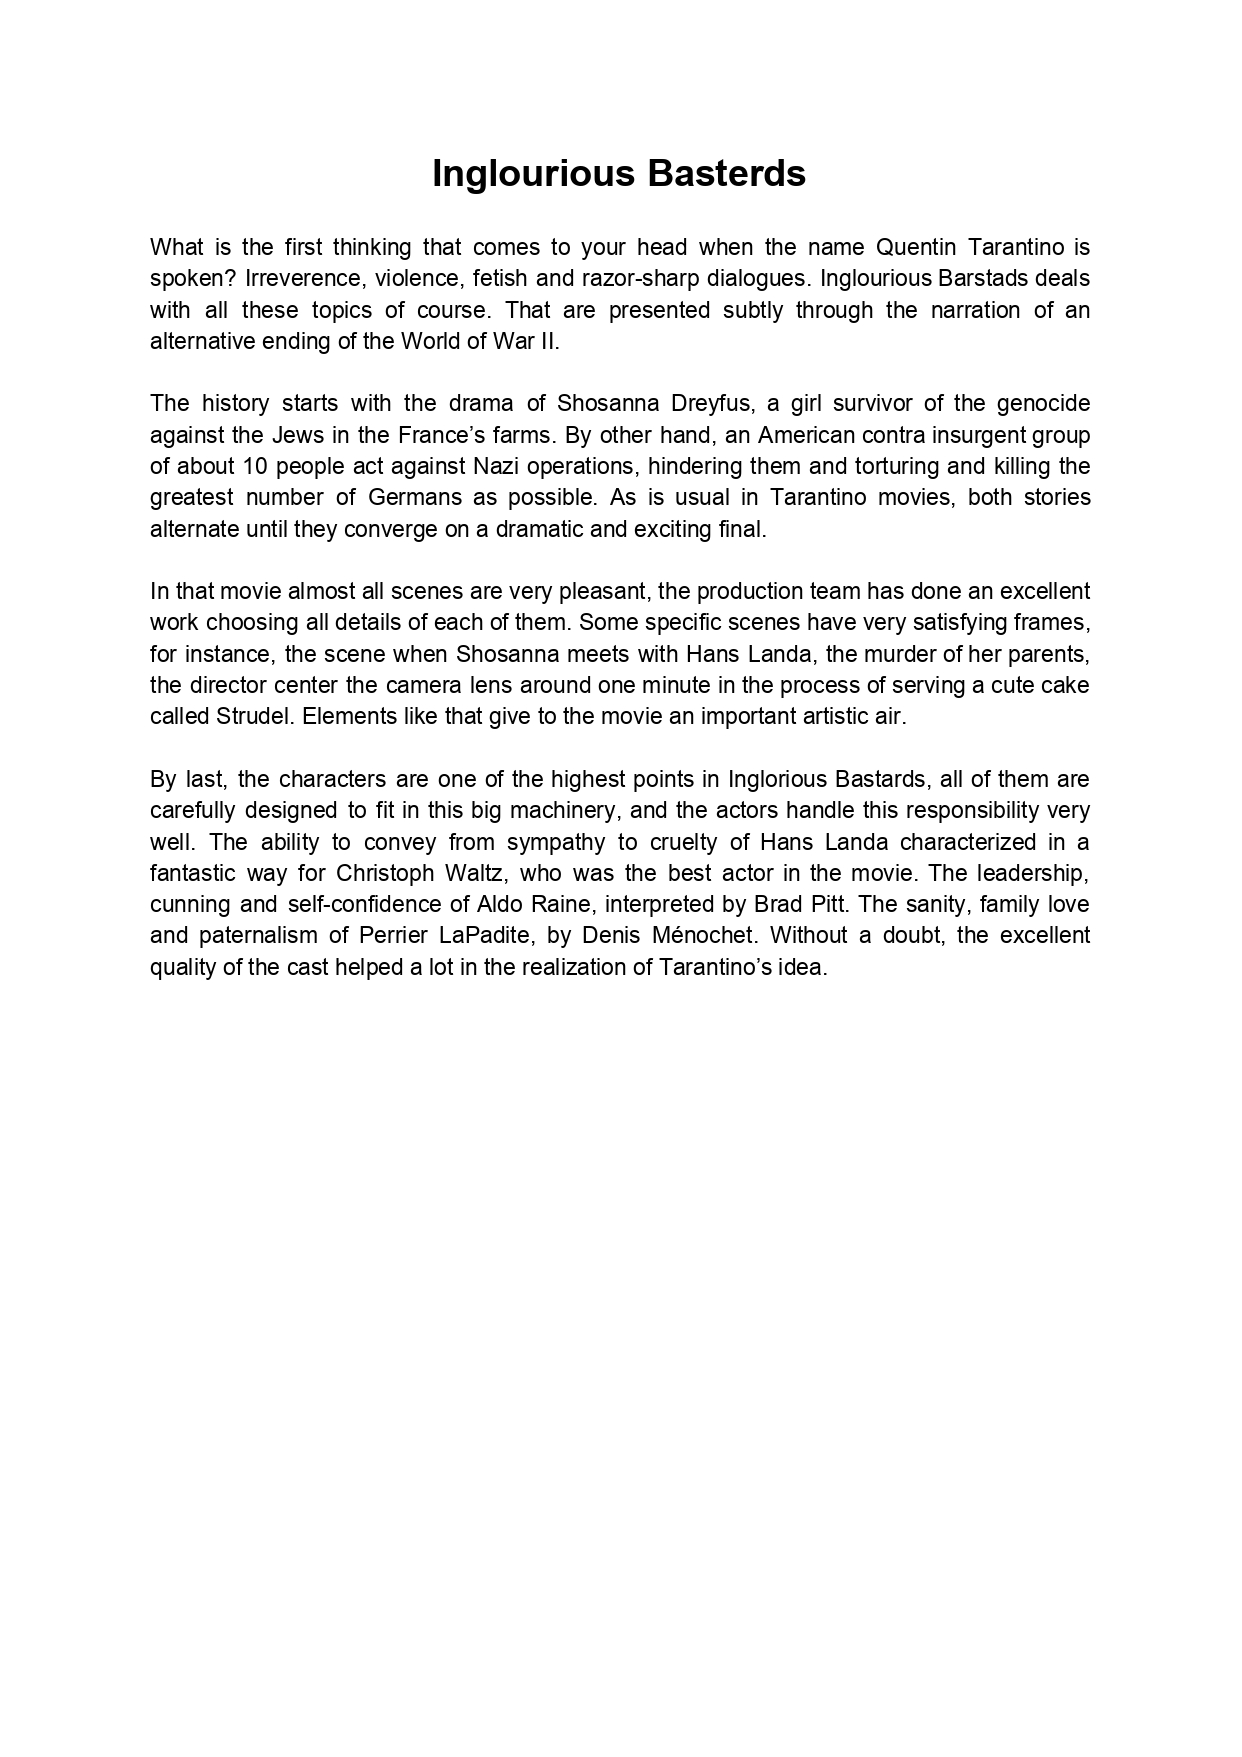 Inglourious Basterds
What is the first thinking that comes to your head when the name Quentin Tarantino is
spoken? Irreverence, violence, fetish and razor-sharp dialogues. Inglourious Barstads deals
with all these topics of course. That are presented subtly through the narration of an
alternative ending of the World of War II.
The history starts with the drama of Shosanna Dreyfus, a girl survivor of the genocide
against the Jews in the France’s farms. By other hand, an American contra insurgent group
of about 10 people act against Nazi operations, hindering them and torturing and killing the
greatest number of Germans as possible. As is usual in Tarantino movies, both stories
alternate until they converge on a dramatic and exciting final.
In that movie almost all scenes are very pleasant, the production team has done an excellent
work choosing all details of each of them. Some specific scenes have very satisfying frames,
for instance, the scene when Shosanna meets with Hans Landa, the murder of her parents,
the director center the camera lens around one minute in the process of serving a cute cake
called Strudel. Elements like that give to the movie an important artistic air.
By last, the characters are one of the highest points in Inglorious Bastards, all of them are
carefully designed to fit in this big machinery, and the actors handle this responsibility very
well. The ability to convey from sympathy to cruelty of Hans Landa characterized in a
fantastic way for Christoph Waltz, who was the best actor in the movie. The leadership,
cunning and self-confidence of Aldo Raine, interpreted by Brad Pitt. The sanity, family love
and paternalism of Perrier LaPadite, by Denis Ménochet. Without a doubt, the excellent
quality of the cast helped a lot in the realization of Tarantino’s idea.